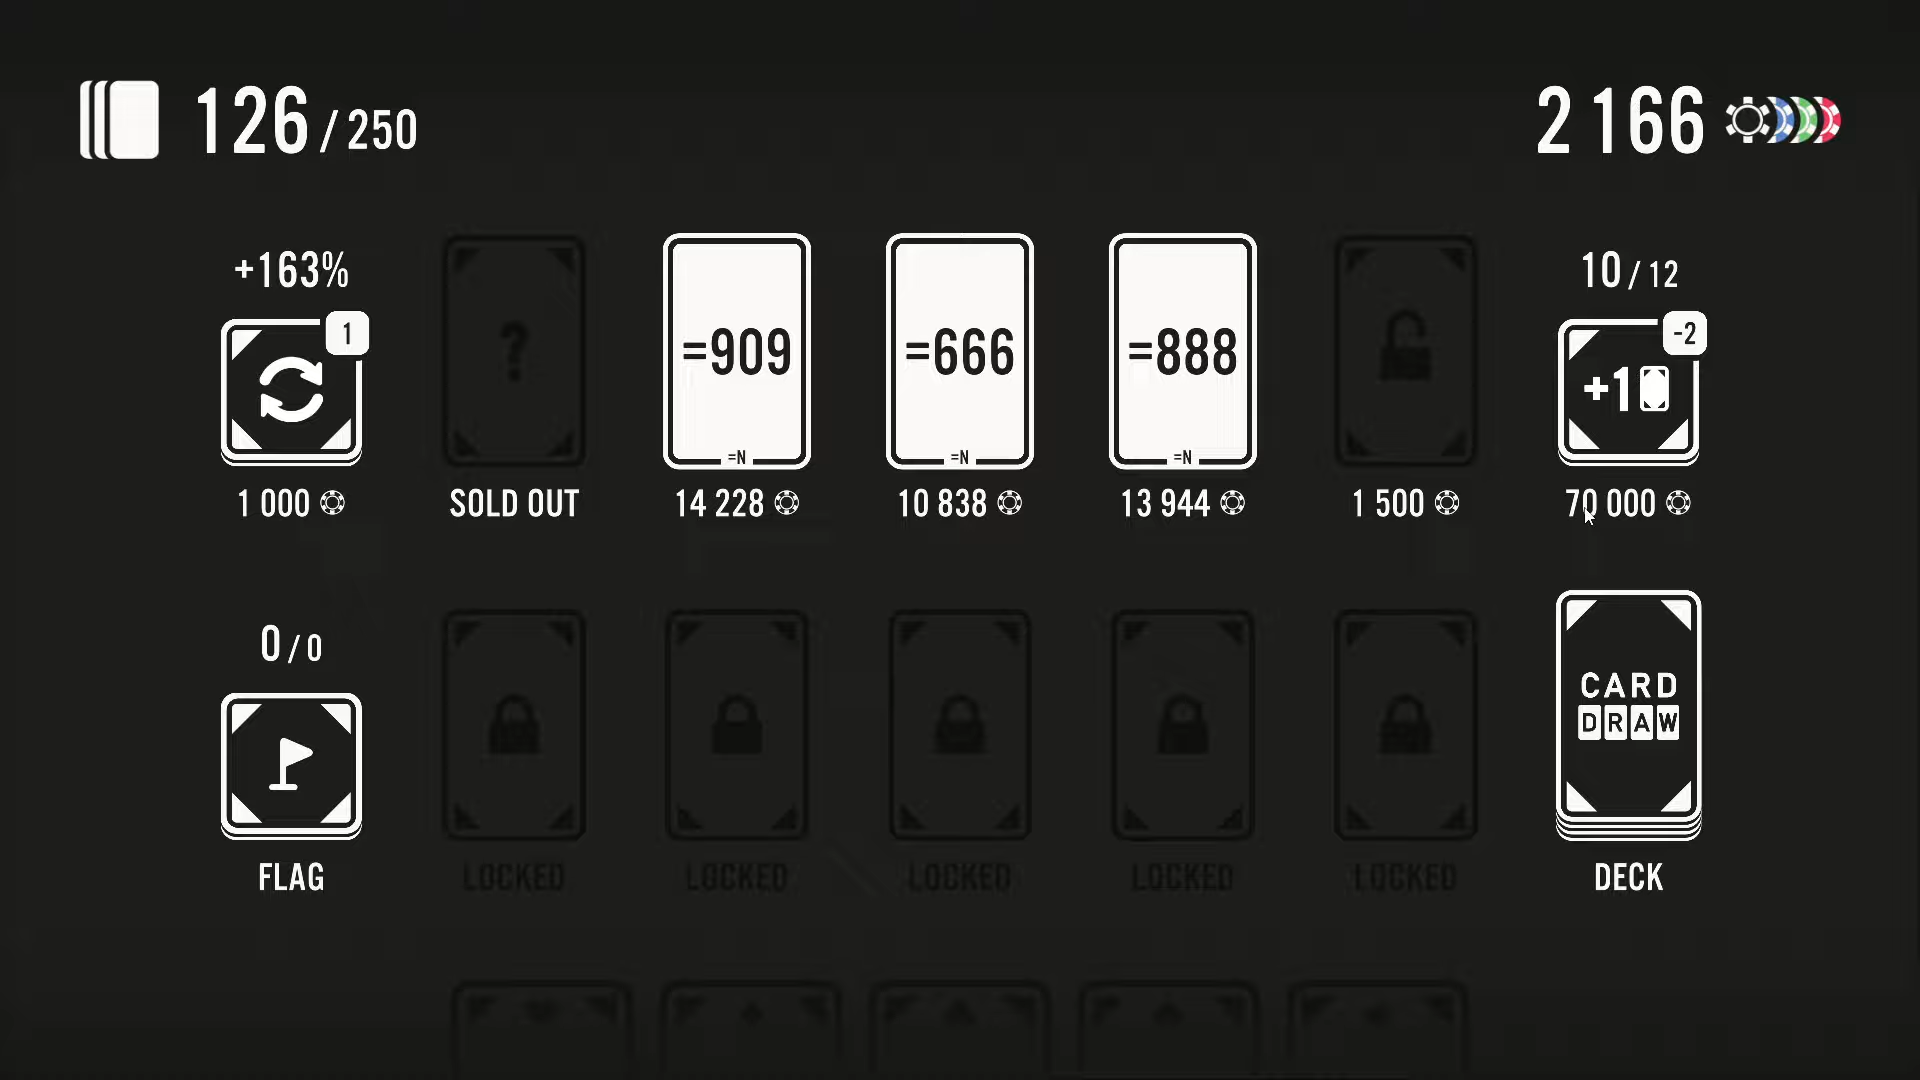 126 / 250
2 166
+163%
1
?
=909
=N
=666
=N
=888
=N
10 / 12
-2
+1
1 000
SOLD OUT
14 228
10 838
13 944
1 500
70 000
0 / 0
CARD
DRAW
FLAG
LOCKED
LOCKED
LOCKED
LOCKED
LOCKED
DECK